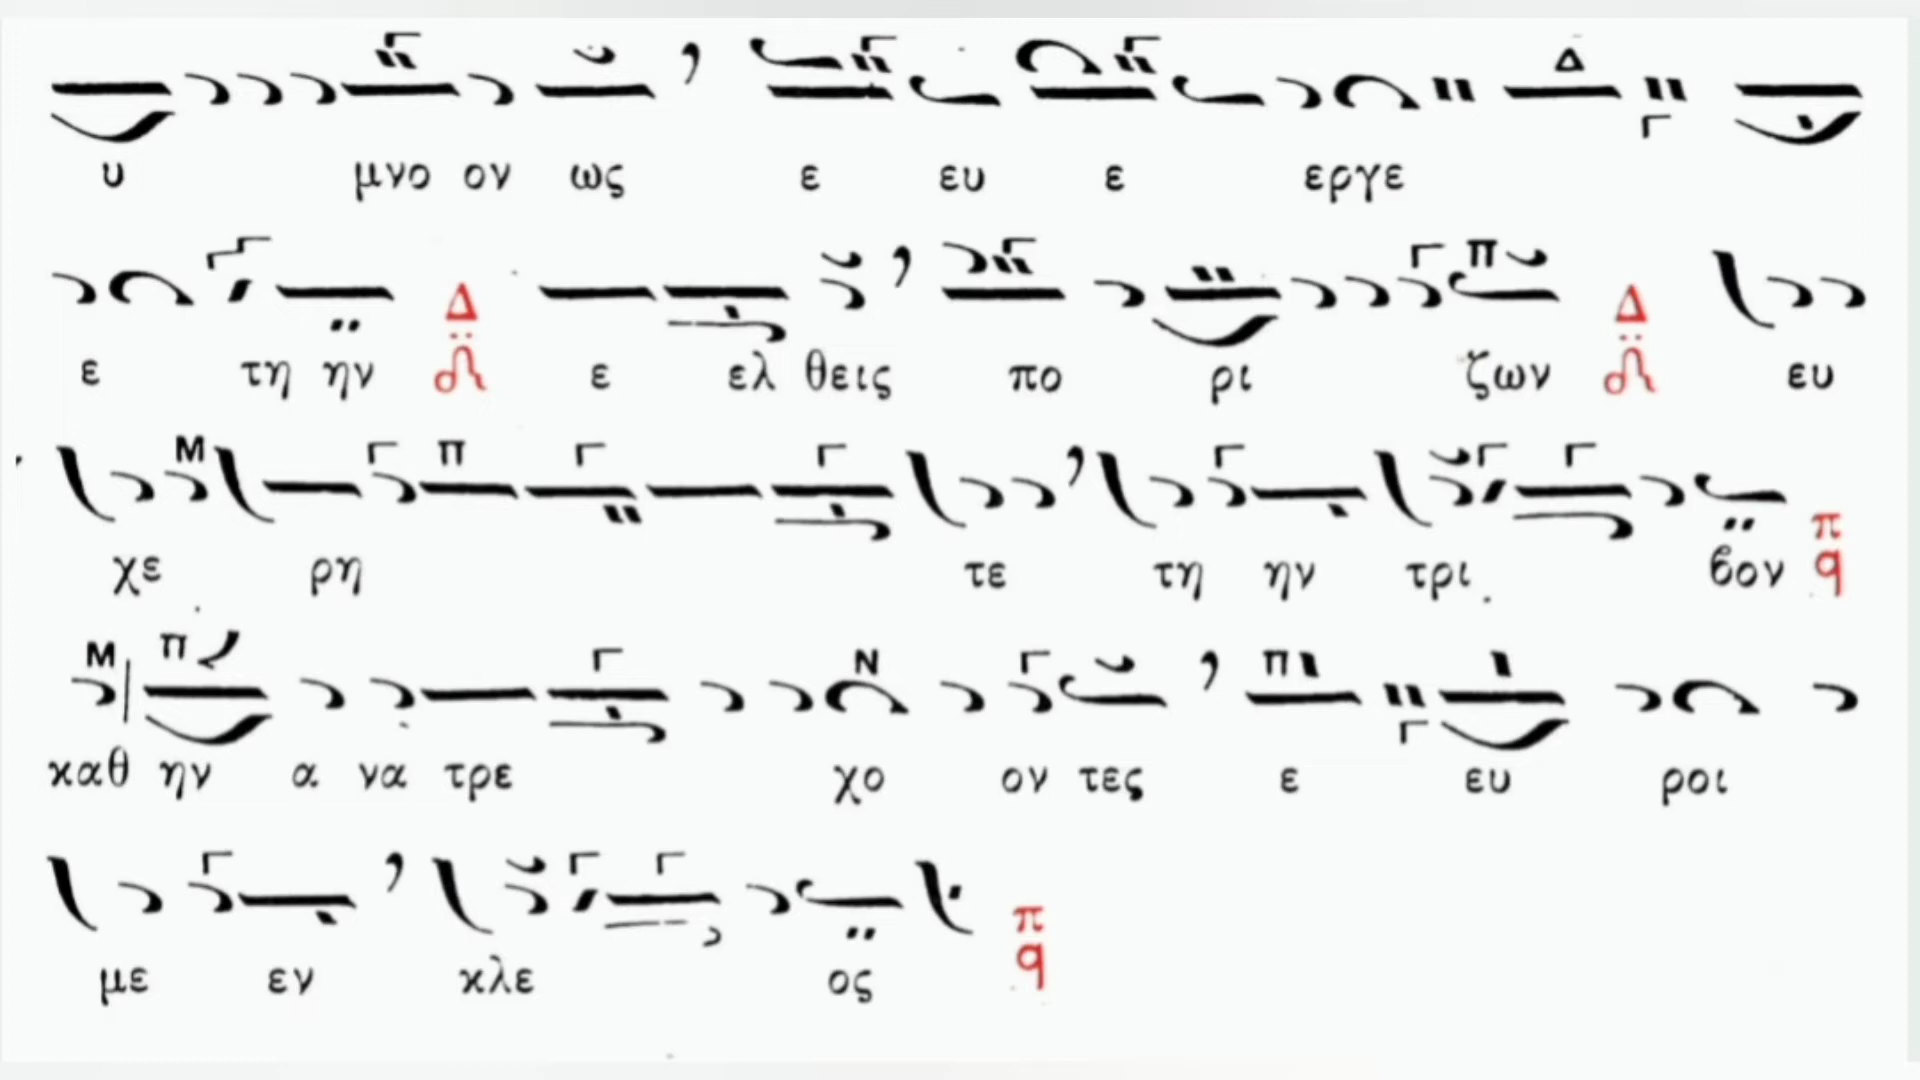 υ μνο ον ως ε ευ ε εργε
ε τη ην ε ελ θεις πο ρι ζων ευ
χε ρη τε τη ην τρι βον
καθ ην α να τρε χο ον τες ε ευ ροι
με εν κλε ος